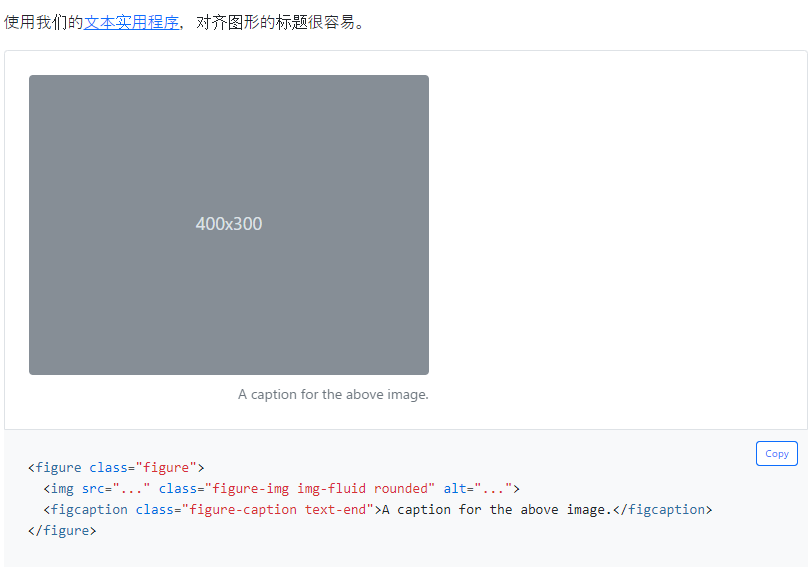 使用我们的文本实用程序，对齐图形的标题很容易。
400x300
A caption for the above image.
Copy
<figure class="figure">
  <img src="..." class="figure-img img-fluid rounded" alt="...">
  <figcaption class="figure-caption text-end">A caption for the above image.</figcaption>
</figure>